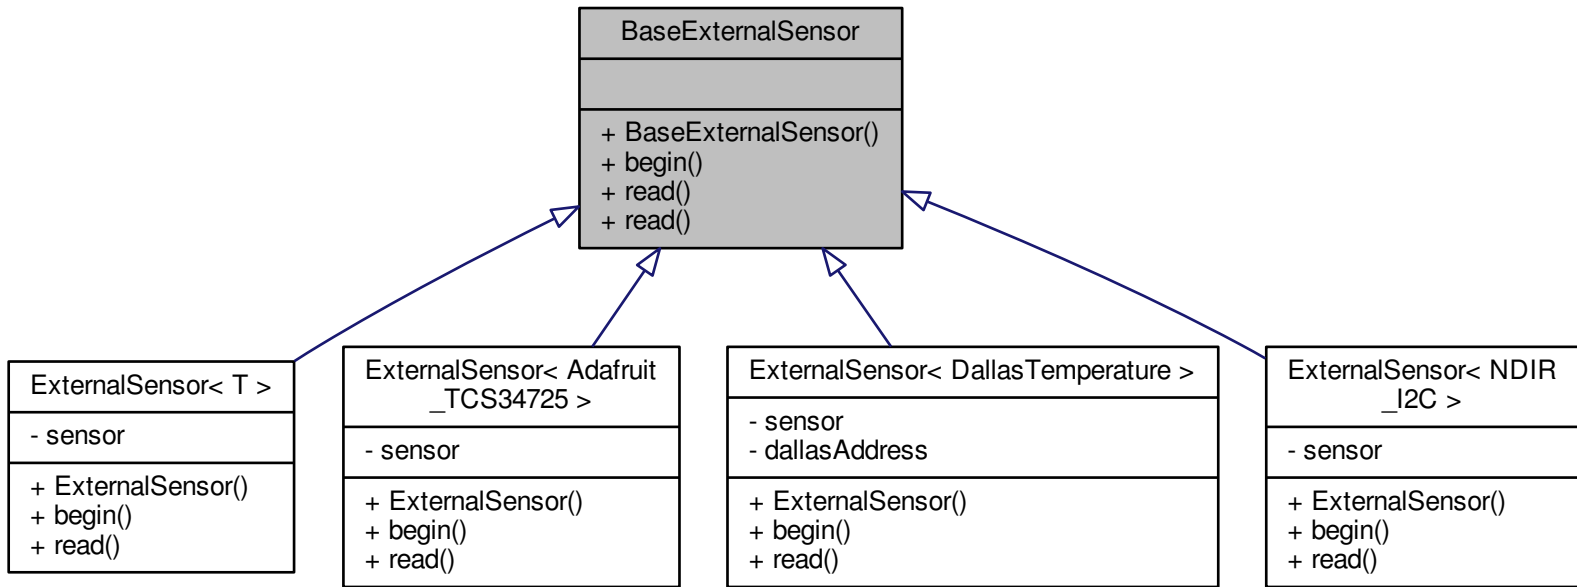 BaseExternalSensor
+ BaseExternalSensor()
+ begin()
+ read()
+ read()
ExternalSensor< T >
- sensor
+ ExternalSensor()
+ begin()
+ read()
ExternalSensor< Adafruit
_TCS34725 >
- sensor
+ ExternalSensor()
+ begin()
+ read()
ExternalSensor< DallasTemperature >
- sensor
- dallasAddress
+ ExternalSensor()
+ begin()
+ read()
ExternalSensor< NDIR
_I2C >
- sensor
+ ExternalSensor()
+ begin()
+ read()